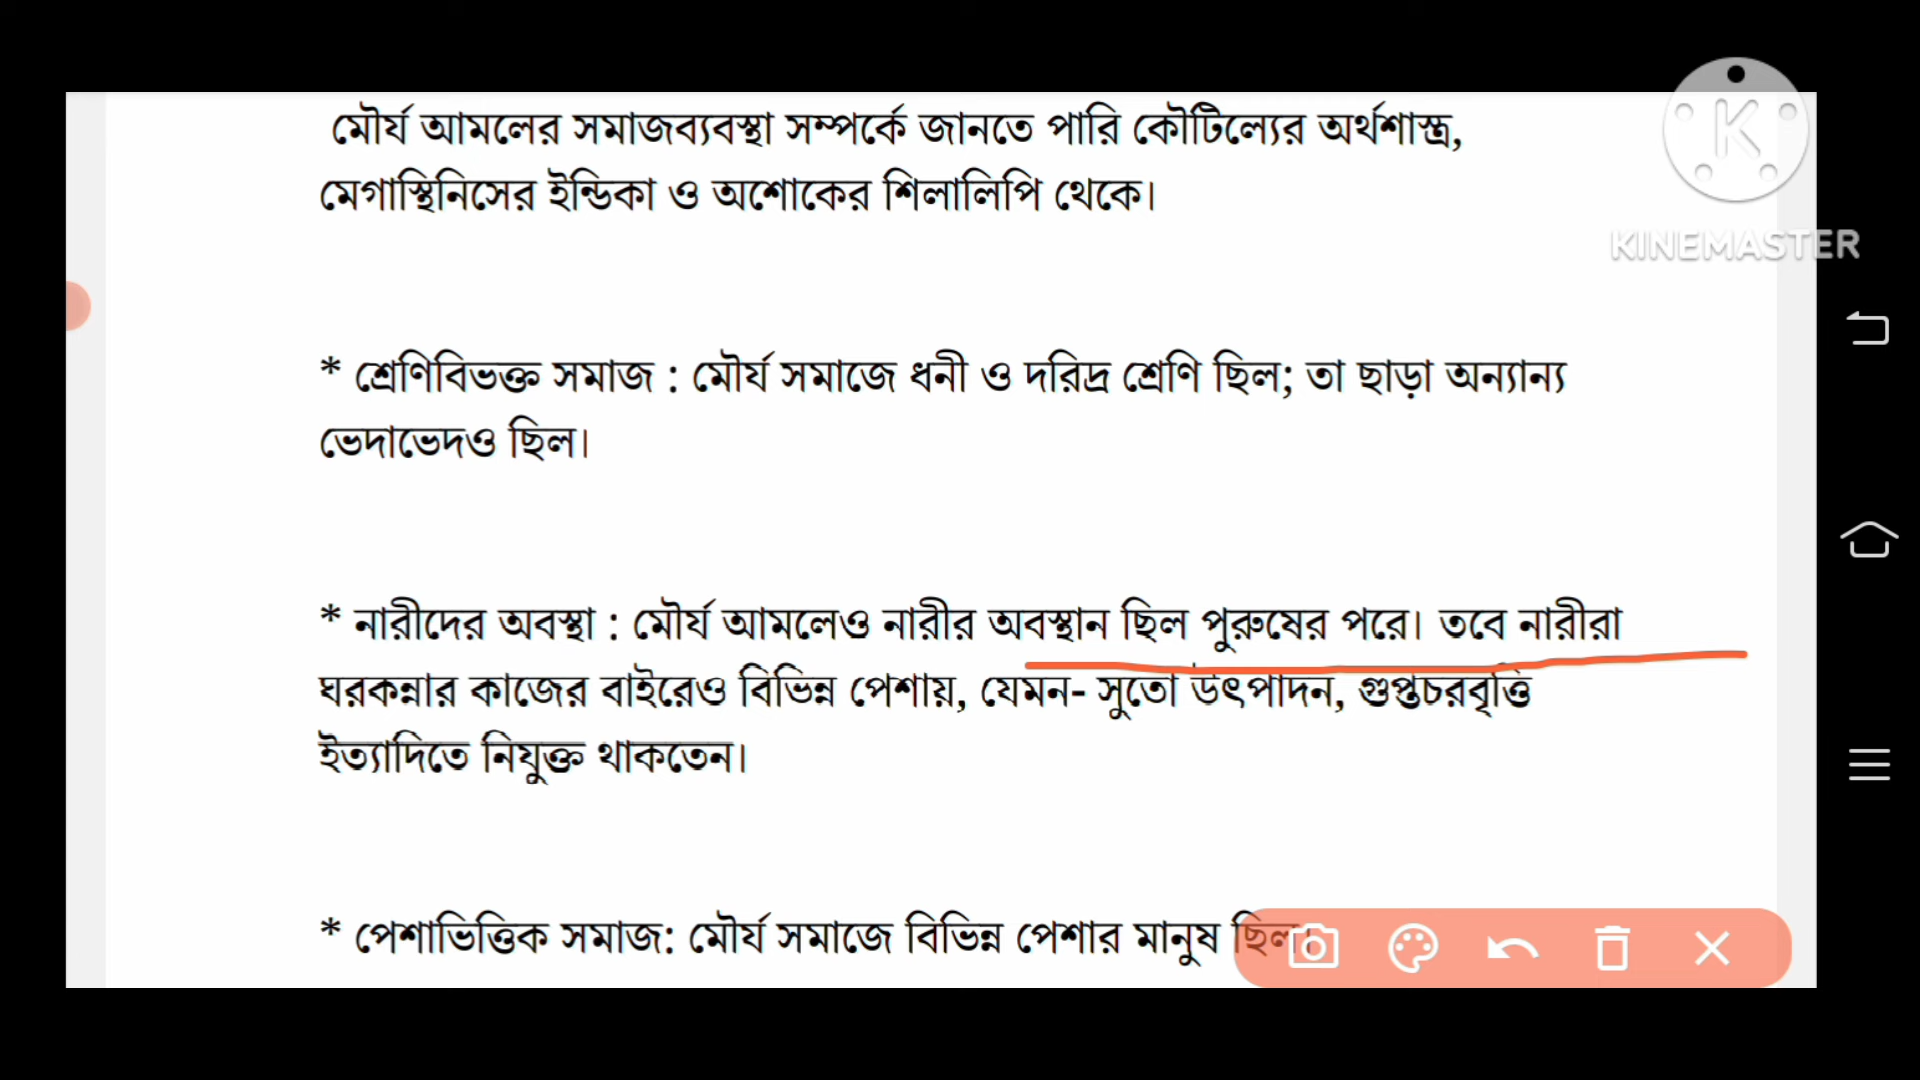 মৌর্য আমলের সমাজব্যবস্থা সম্পর্কে জানতে পারি কৌটিল্যের অর্থশাস্ত্র,
মেগাস্থিনিসের ইন্ডিকা ও অশোকের শিলালিপি থেকে।
K
KINEMASTER
* শ্রেণিবিভক্ত সমাজ : মৌর্য সমাজে ধনী ও দরিদ্র শ্রেণি ছিল; তা ছাড়া অন্যান্য
ভেদাভেদও ছিল।
* নারীদের অবস্থা : মৌর্য আমলেও নারীর অবস্থান ছিল পুরুষের পরে। তবে নারীরা
ঘরকন্নার কাজের বাইরেও বিভিন্ন পেশায়, যেমন- সুতো উৎপাদন, গুপ্তচরবৃত্তি
ইত্যাদিতে নিযুক্ত থাকতেন।
* পেশাভিত্তিক সমাজ: মৌর্য সমাজে বিভিন্ন পেশার মানুষ ছিল।